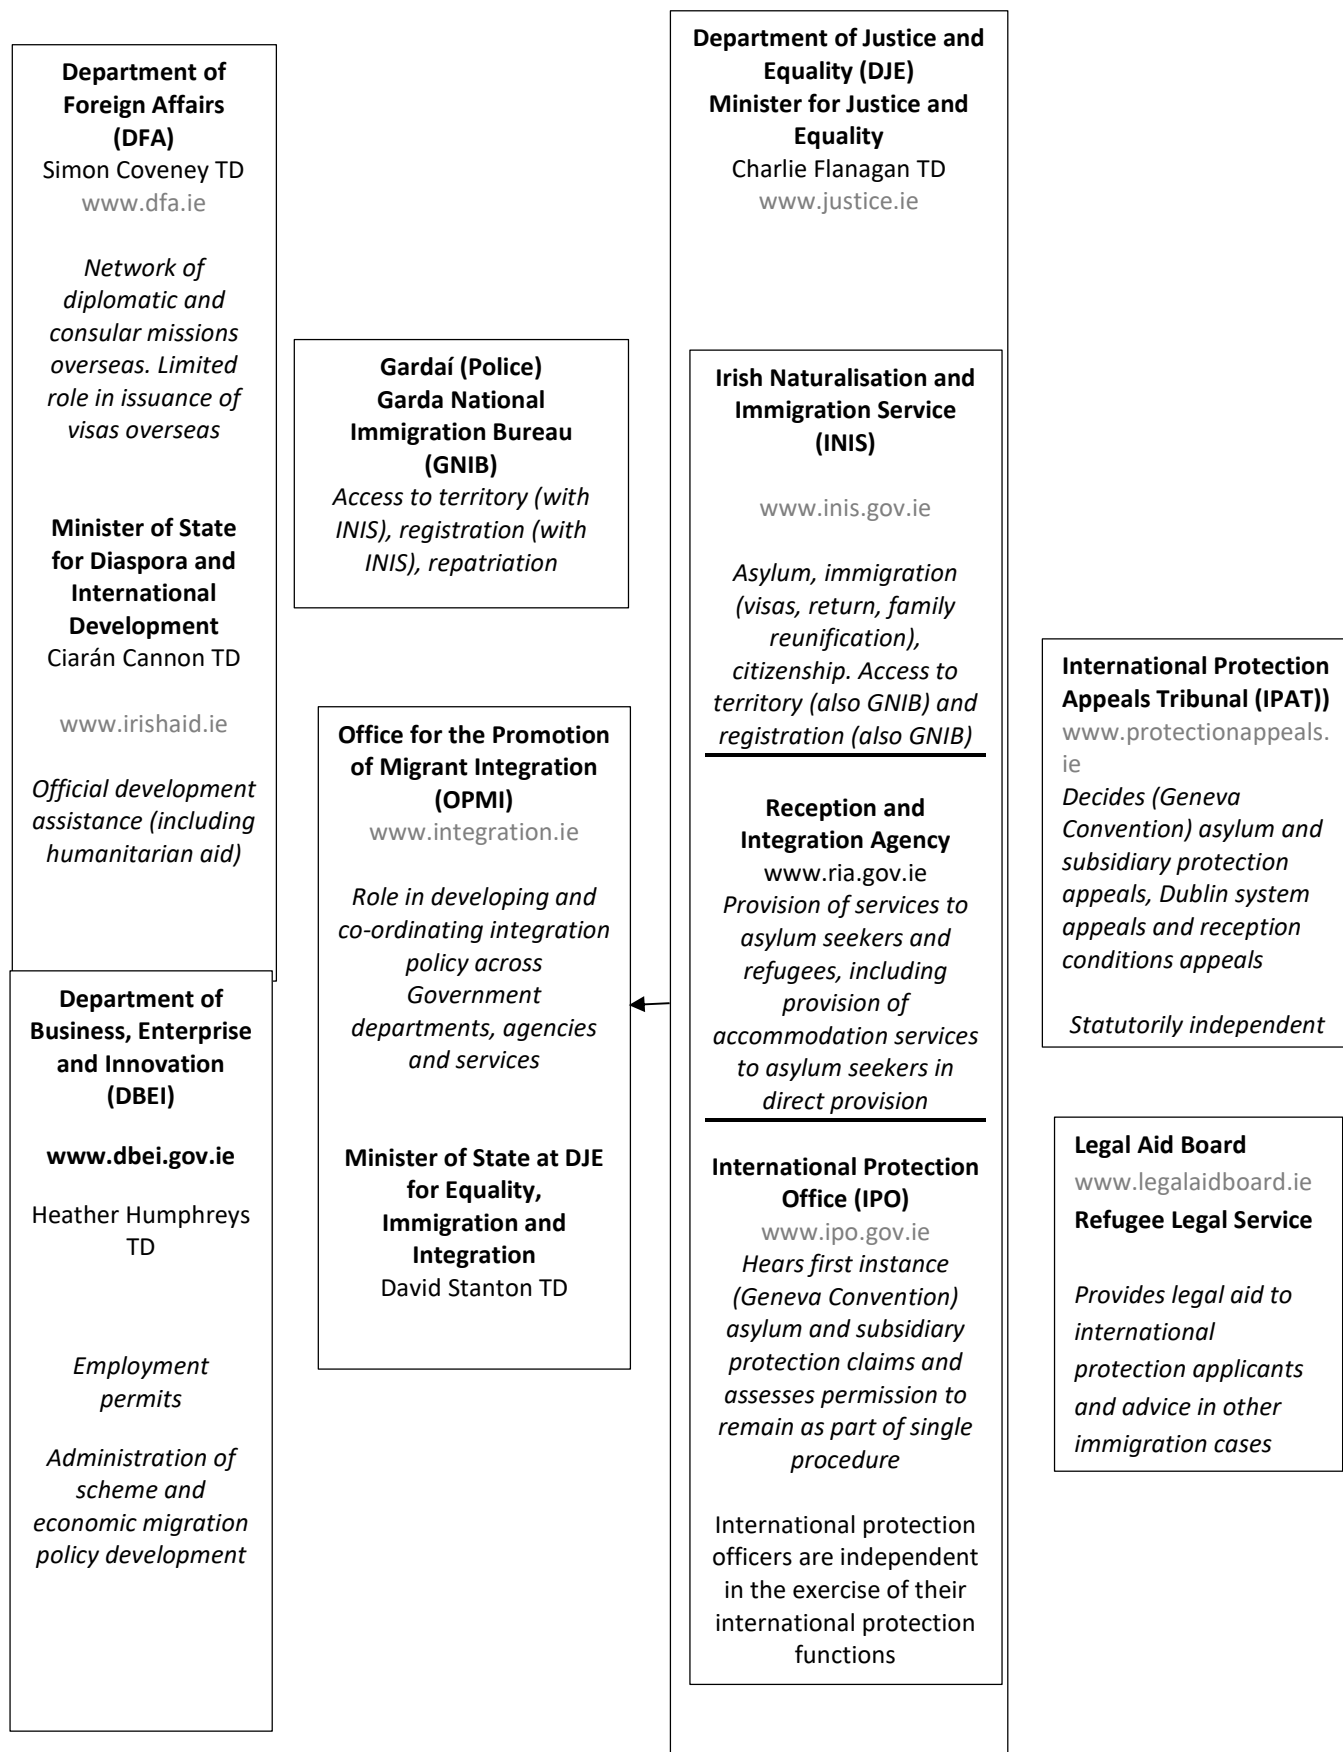 Department of
Foreign Affairs
(DFA)
Simon Coveney TD
www.dfa.ie
Network of
diplomatic and
consular missions
overseas. Limited
role in issuance of
visas overseas
Minister of State
for Diaspora and
International
Development
Ciarán Cannon TD
www.irishaid.ie
Official development
assistance (including
humanitarian aid)
Department of
Business, Enterprise
and Innovation
(DBEI)
www.dbei.gov.ie
Heather Humphreys
TD
Employment
permits
Administration of
scheme and
economic migration
policy development
Gardaí (Police)
Garda National
Immigration Bureau
(GNIB)
Access to territory (with
INIS), registration (with
INIS), repatriation
Office for the Promotion
of Migrant Integration
(OPMI)
www.integration.ie
Role in developing and
co-ordinating integration
policy across
Government
departments, agencies
and services
Minister of State at DJE
for Equality,
Immigration and
Integration
David Stanton TD
Department of Justice and
Equality (DJE)
Minister for Justice and
Equality
Charlie Flanagan TD
www.justice.ie
Irish Naturalisation and
Immigration Service
(INIS)
www.inis.gov.ie
Asylum, immigration
(visas, return, family
reunification),
citizenship. Access to
territory (also GNIB) and
registration (also GNIB)
Reception and
Integration Agency
www.ria.gov.ie
Provision of services to
asylum seekers and
refugees, including
provision of
accommodation services
to asylum seekers in
direct provision
International Protection
Office (IPO)
www.ipo.gov.ie
Hears first instance
(Geneva Convention)
asylum and subsidiary
protection claims and
assesses permission to
remain as part of single
procedure
International protection
officers are independent
in the exercise of their
international protection
functions
International Protection
Appeals Tribunal (IPAT))
www.protectionappeals.
ie
Decides (Geneva
Convention) asylum and
subsidiary protection
appeals, Dublin system
appeals and reception
conditions appeals
Statutorily independent
Legal Aid Board
www.legalaidboard.ie
Refugee Legal Service
Provides legal aid to
international
protection applicants
and advice in other
immigration cases